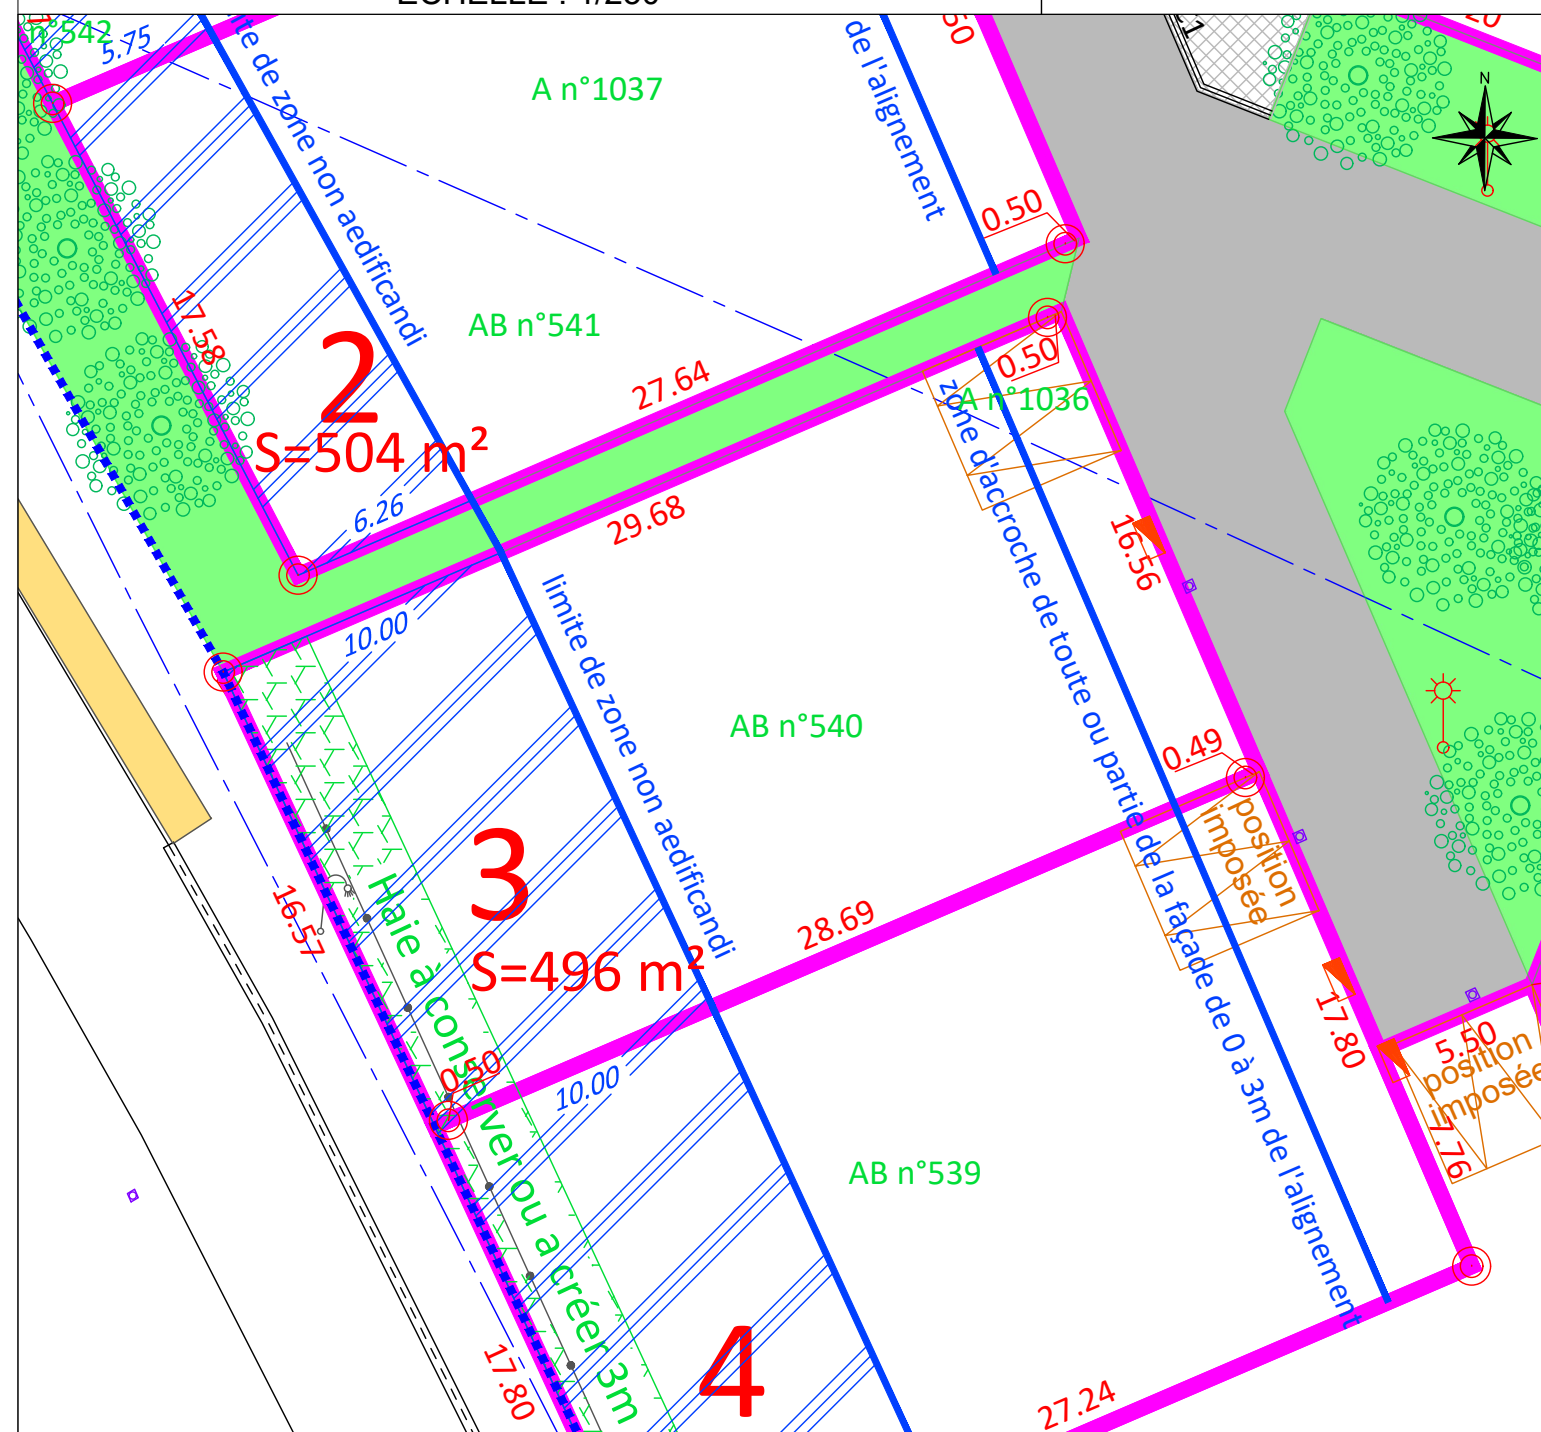 n°542
5.75
A n°1037
de l'alignement
50
N
0.50
limite de zone non aedificandi
17.58
AB n°541
2
S=504 m²
27.64
0.50
A n°1036
6.26
29.68
16.56
10.00
limite de zone non aedificandi
zone d'accroche de toute ou partie de la façade de 0 à 3m de l'alignement
AB n°540
0.49
position
imposée
3
S=496 m²
16.57
Haie à conserver ou a créer 3m
28.69
17.80
5.50
position
imposée
7.76
0.50
10.00
AB n°539
4
17.80
27.24